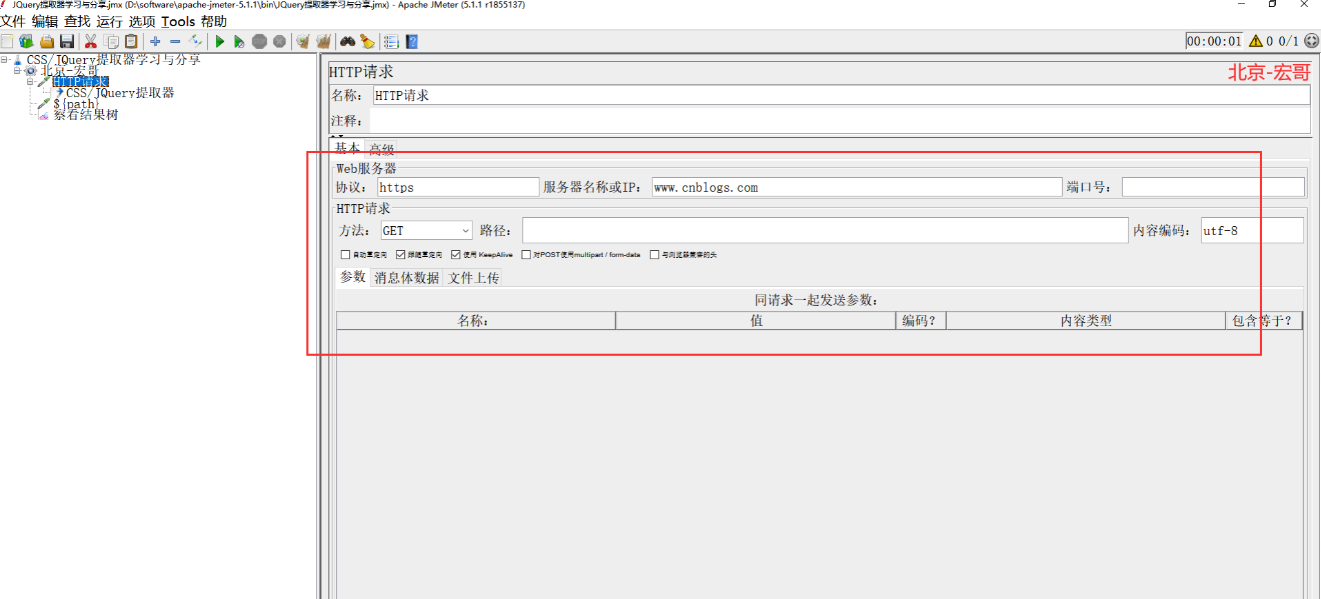 JQuery提取器学习与分享.jmx (D:\software\apache-jmeter-5.1.1\bin\JQuery提取器学习与分享.jmx) - Apache JMeter (5.1.1 r1855137)
文件 编辑 查找 运行 选项 Tools 帮助
00:00:01 0 0/1
CSS/JQuery提取器学习与分享
北京-宏哥
HTTP请求
CSS/JQuery提取器
${path}
察看结果树
HTTP请求
北京-宏哥
名称: HTTP请求
注释:
基本 高级
Web服务器
协议: https 服务器名称或IP: www.cnblogs.com 端口号:
HTTP请求
方法: GET 路径: 内容编码: utf-8
自动重定向 跟随重定向 使用 KeepAlive 对POST使用multipart / form-data 与浏览器兼容的头
参数 消息体数据 文件上传
同请求一起发送参数:
名称: 值 编码? 内容类型 包含等于?